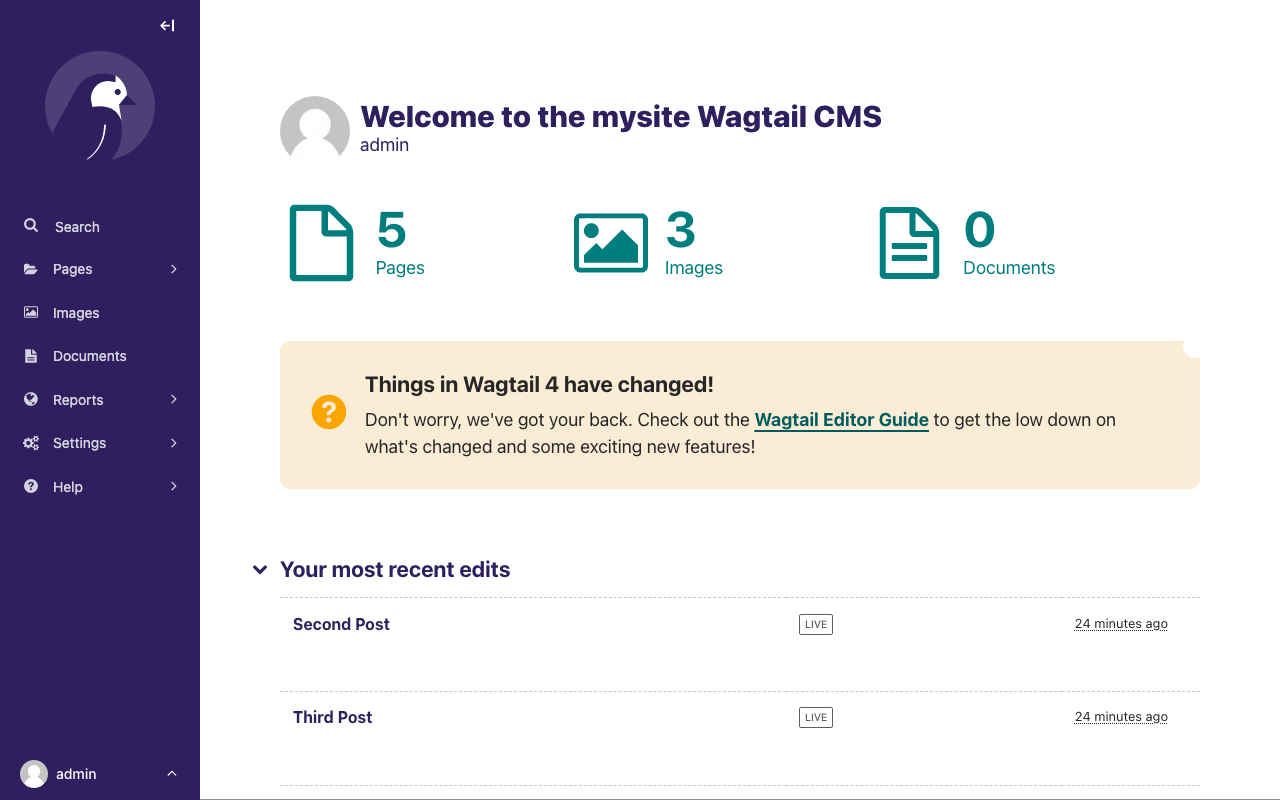 Search
Pages
Images
Documents
Reports
Settings
Help
admin
Welcome to the mysite Wagtail CMS
admin
5
Pages
3
Images
0
Documents
Things in Wagtail 4 have changed!
Don't worry, we've got your back. Check out the Wagtail Editor Guide to get the low down on
what's changed and some exciting new features!
Your most recent edits
Second Post LIVE 24 minutes ago
Third Post LIVE 24 minutes ago